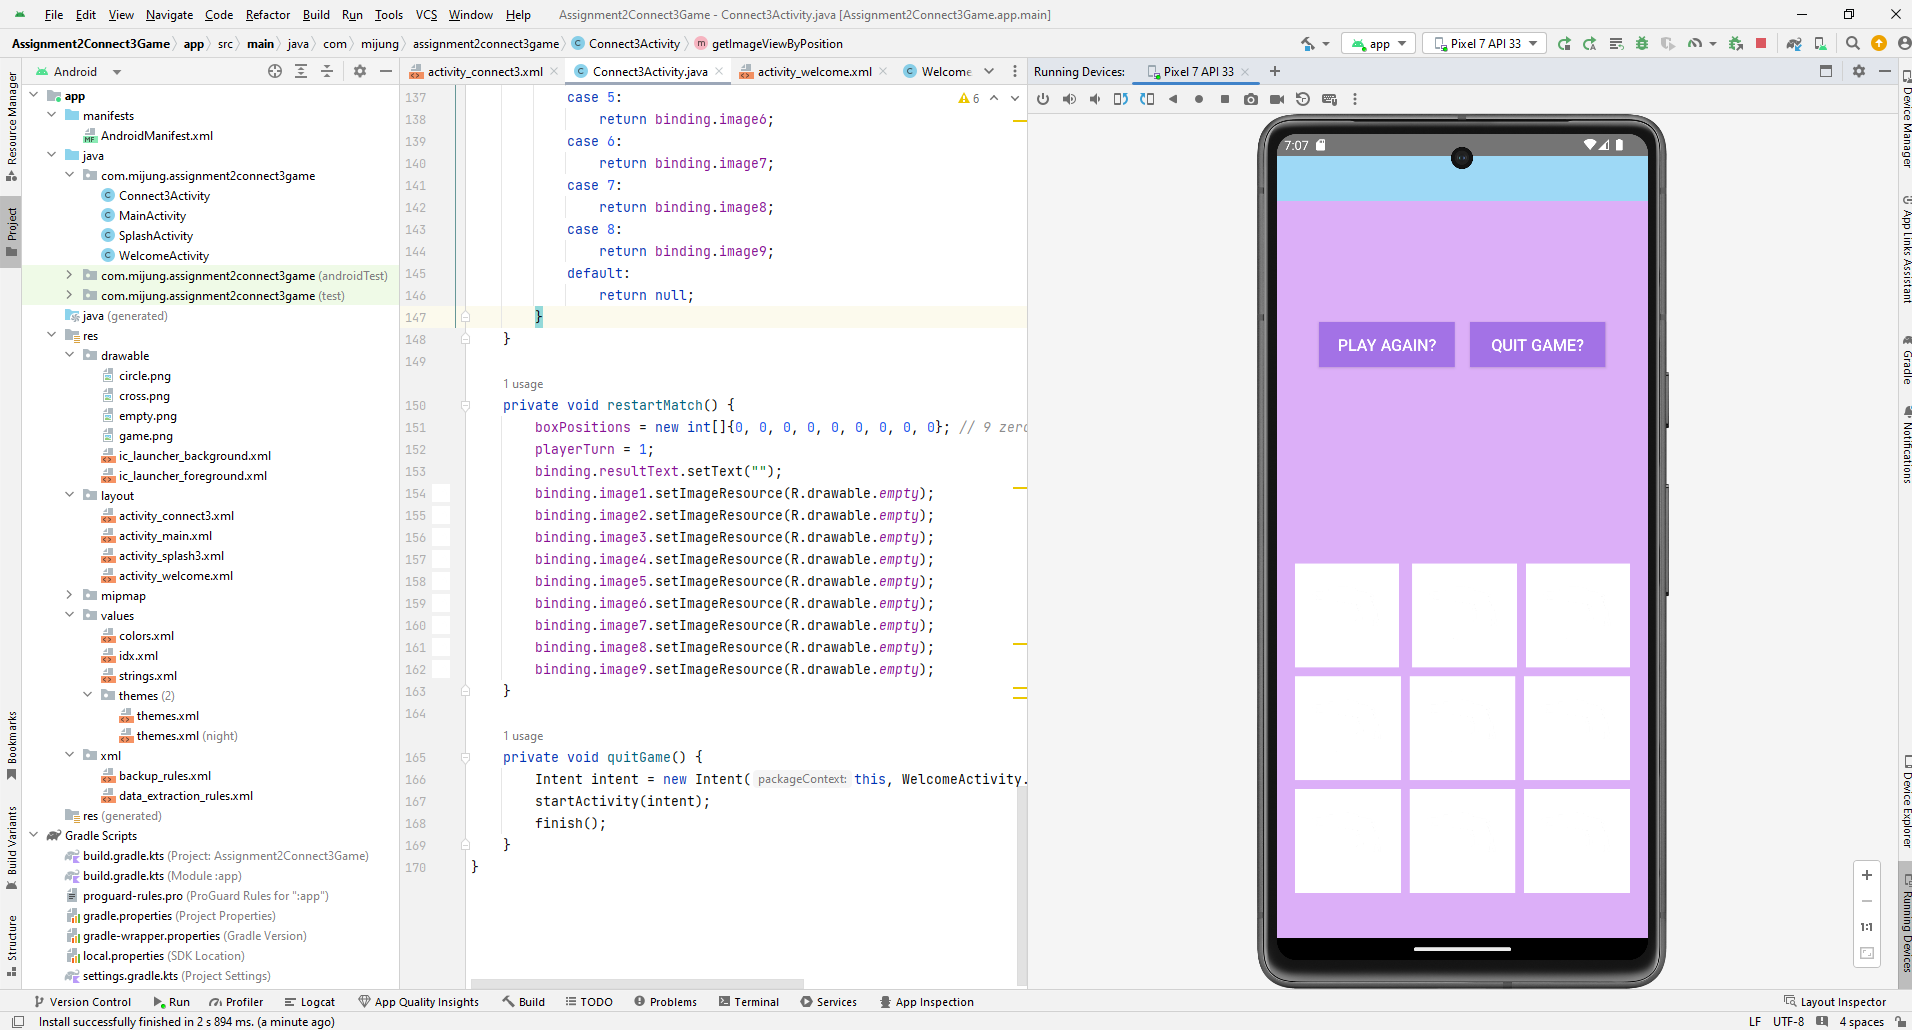 File Edit View Navigate Code Refactor Build Run Tools VCS Window Help Assignment2Connect3Game - Connect3Activity.java [Assignment2Connect3Game.app.main]
Assignment2Connect3Game app src main java com mijung assignment2connect3game Connect3Activity getImageViewByPosition app Pixel 7 API 33
Android
activity_connect3.xml Connect3Activity.java activity_welcome.xml Welcome
Running Devices: Pixel 7 API 33
Resource Manager
Project
Bookmarks
Build Variants
Structure
app
manifests
AndroidManifest.xml
java
com.mijung.assignment2connect3game
Connect3Activity
MainActivity
SplashActivity
WelcomeActivity
com.mijung.assignment2connect3game (androidTest)
com.mijung.assignment2connect3game (test)
java (generated)
res
drawable
circle.png
cross.png
empty.png
game.png
ic_launcher_background.xml
ic_launcher_foreground.xml
layout
activity_connect3.xml
activity_main.xml
activity_splash3.xml
activity_welcome.xml
mipmap
values
colors.xml
idx.xml
strings.xml
themes (2)
themes.xml
themes.xml (night)
xml
backup_rules.xml
data_extraction_rules.xml
res (generated)
Gradle Scripts
build.gradle.kts (Project: Assignment2Connect3Game)
build.gradle.kts (Module :app)
proguard-rules.pro (ProGuard Rules for ":app")
gradle.properties (Project Properties)
gradle-wrapper.properties (Gradle Version)
local.properties (SDK Location)
settings.gradle.kts (Project Settings)
6
137 case 5:
138 return binding.image6;
139 case 6:
140 return binding.image7;
141 case 7:
142 return binding.image8;
143 case 8:
144 return binding.image9;
145 default:
146 return null;
147 }
148 }
149
1 usage
150 private void restartMatch() {
151 boxPositions = new int[]{0, 0, 0, 0, 0, 0, 0, 0, 0}; // 9 zero
152 playerTurn = 1;
153 binding.resultText.setText("");
154 binding.image1.setImageResource(R.drawable.empty);
155 binding.image2.setImageResource(R.drawable.empty);
156 binding.image3.setImageResource(R.drawable.empty);
157 binding.image4.setImageResource(R.drawable.empty);
158 binding.image5.setImageResource(R.drawable.empty);
159 binding.image6.setImageResource(R.drawable.empty);
160 binding.image7.setImageResource(R.drawable.empty);
161 binding.image8.setImageResource(R.drawable.empty);
162 binding.image9.setImageResource(R.drawable.empty);
163 }
164
1 usage
165 private void quitGame() {
166 Intent intent = new Intent( packageContext: this, WelcomeActivity.
167 startActivity(intent);
168 finish();
169 }
170 }
7:07
PLAY AGAIN? QUIT GAME?
1:1
Device Manager
App Links Assistant
Gradle
Notifications
Device Explorer
Running Devices
Version Control Run Profiler Logcat App Quality Insights Build TODO Problems Terminal Services App Inspection Layout Inspector
Install successfully finished in 2 s 894 ms. (a minute ago) LF UTF-8 4 spaces